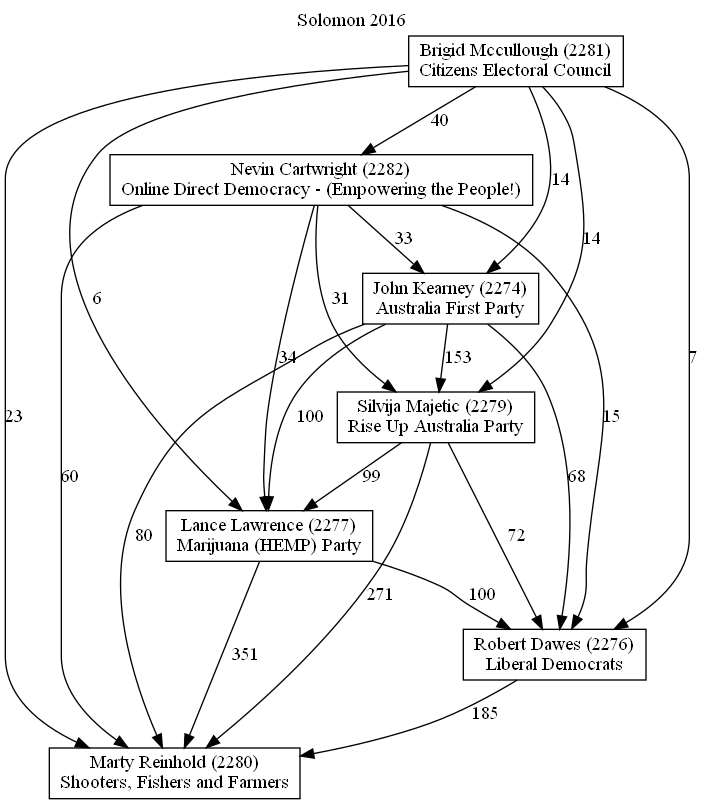 Solomon 2016
Brigid Mccullough (2281)
Citizens Electoral Council
40
Nevin Cartwright (2282)
Online Direct Democracy - (Empowering the People!)
14
33
14
John Kearney (2274)
Australia First Party
6
31
34
153
7
Silvija Majetic (2279)
Rise Up Australia Party
23
100
15
60
99
68
Lance Lawrence (2277)
Marijuana (HEMP) Party
80
72
271
100
Robert Dawes (2276)
Liberal Democrats
351
185
Marty Reinhold (2280)
Shooters, Fishers and Farmers